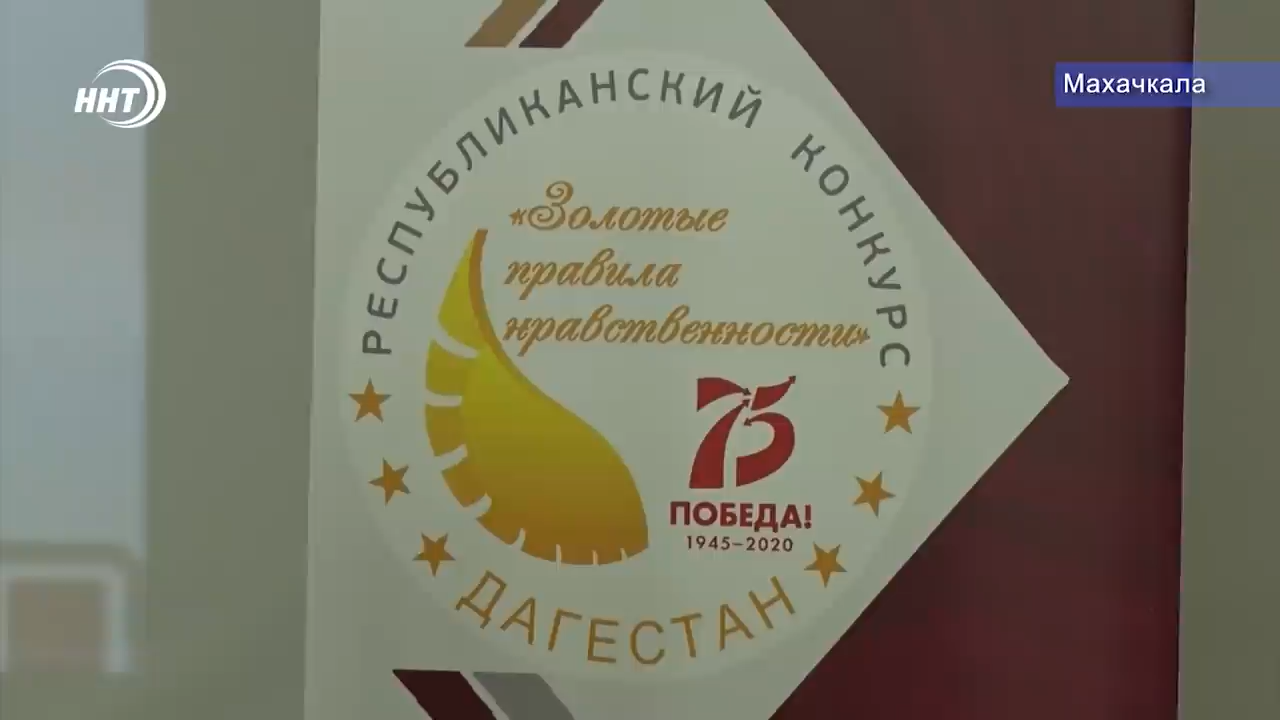 ННТ
Махачкала
РЕСПУБЛИКАНСКИЙ КОНКУРС
«Золотые
правила
нравственности»
75
ПОБЕДА!
1945–2020
ДАГЕСТАН